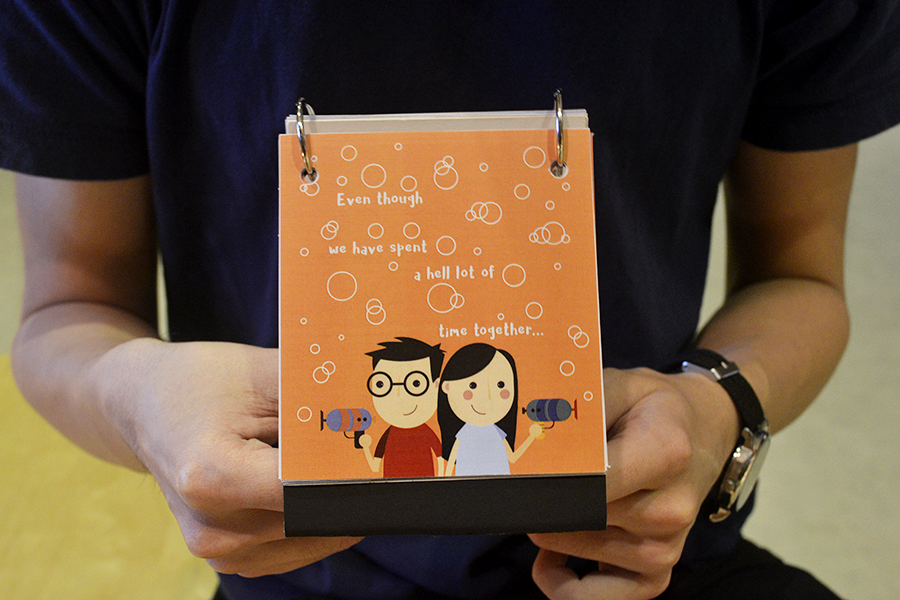 Even though
we have spent
a hell lot of
time together...